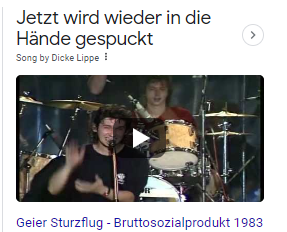 Jetzt wird wieder in die
Hände gespuckt
Song by Dicke Lippe
Geier Sturzflug - Bruttosozialprodukt 1983